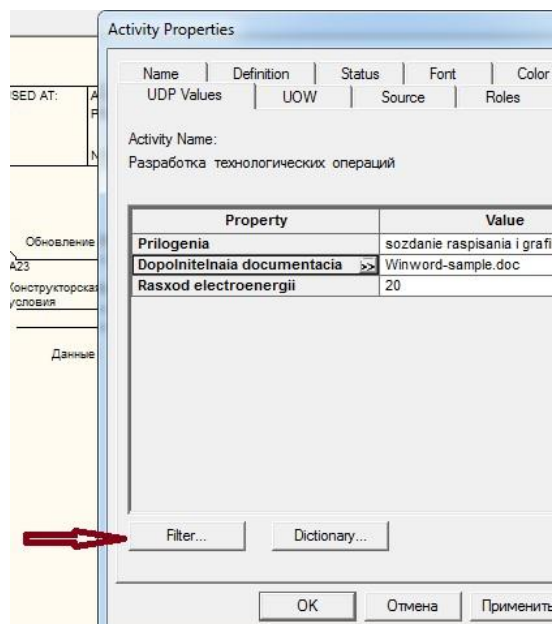 Activity Properties
Name Definition Status Font Color
UDP Values UOW Source Roles
SED AT:
Activity Name:
Разработка технологических операций
Property Value
Prilogenia sozdanie raspisania i grafi
Dopolnitelnaia documentacia >> Winword-sample.doc
Rasxod electroenergii 20
Обновление
A23
Конструкторская
условия
Данные
Filter... Dictionary...
OK Отмена Применить